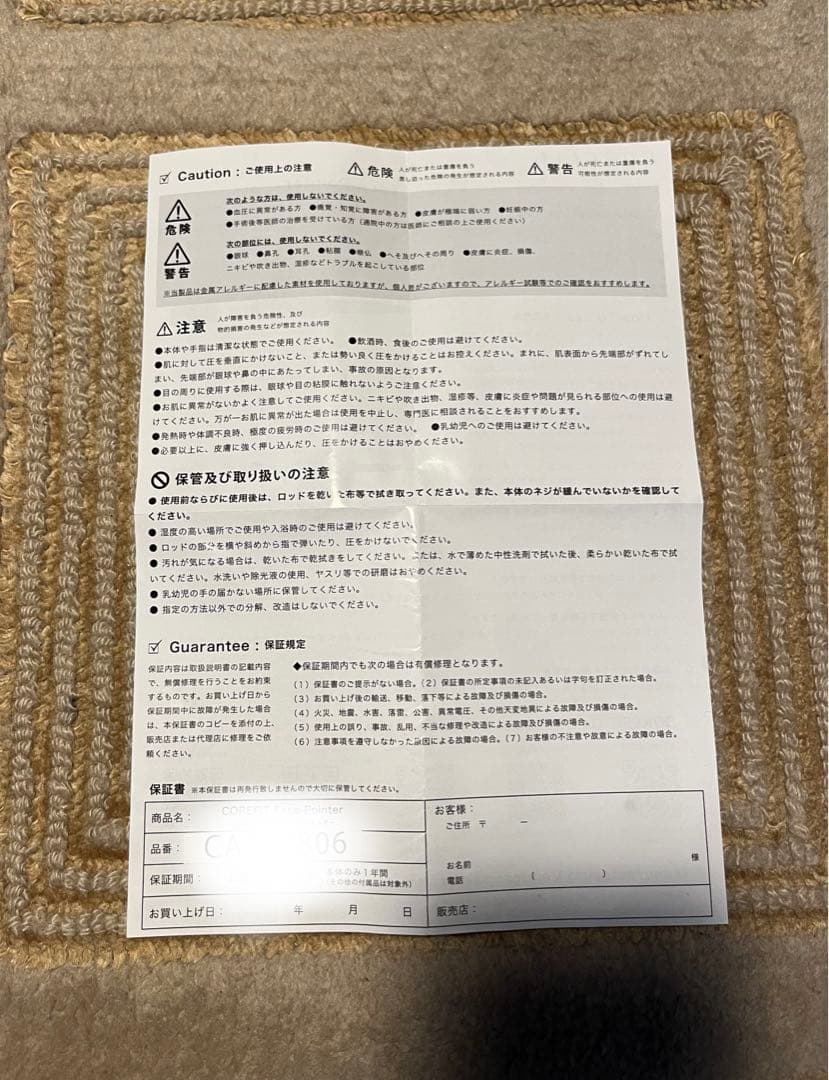 Caution : ご使用上の注意
危険 人が死亡または重傷を負う
差し迫った危険の発生が想定される内容
警告 人が死亡または重傷を負う
可能性が想定される内容
危険
次のような方は、使用しないでください。
●血圧に異常がある方 ●痛覚・知覚に障害がある方 ●皮膚が極端に弱い方 ●妊娠中の方
●手術後等医師の治療を受けている方（通院中の方は医師にご相談の上ご使用ください）
警告
次の部位には、使用しないでください。
●眼球 ●鼻孔 ●耳孔 ●粘膜 ●喉仏 ●へそ及びへその周り ●皮膚に炎症、損傷、
ニキビや吹き出物、湿疹などトラブルを起こしている部位
※当製品は金属アレルギーに配慮した素材を使用しておりますが、個人差がございますので、アレルギー試験等でのご確認をおすすめします。
注意 人が障害を負う危険性、及び
物的損害の発生などが想定される内容
●本体や手指は清潔な状態でご使用ください。 ●飲酒時、食後のご使用は避けてください。
●肌に対して圧を垂直にかけないこと、または勢い良く圧をかけることはお控えください。まれに、肌表面から先端部がずれてし
まい、先端部が眼球や鼻の中にあたってしまい、事故の原因となります。
●目の周りに使用する際は、眼球や目の粘膜に触れないようご注意ください。
●お肌に異常がないかよく注意してご使用ください。ニキビや吹き出物、湿疹等、皮膚に炎症や問題が見られる部位への使用は避
けてください。万が一お肌に異常が出た場合は使用を中止し、専門医に相談されることをおすすめします。
●発熱時や体調不良時、極度の疲労時のご使用は避けてください。 ●乳幼児へのご使用は避けてください。
●必要以上に、皮膚に強く押し込んだり、圧をかけることはおやめください。
保管及び取り扱いの注意
● 使用前ならびに使用後は、ロッドを乾いた布等で拭き取ってください。また、本体のネジが緩んでいないかを確認して
ください。
● 湿度の高い場所でご使用や入浴時のご使用は避けてください。
● ロッドの部分を横や斜めから指で弾いたり、圧をかけないでください。
● 汚れが気になる場合は、乾いた布で乾拭きをしてください。または、水で薄めた中性洗剤で拭いた後、柔らかい乾いた布で拭
いてください。水洗いや除光液の使用、ヤスリ等での研磨はおやめください。
● 乳幼児の手の届かない場所に保管してください。
● 指定の方法以外での分解、改造はしないでください。
Guarantee : 保証規定
保証内容は取扱説明書の記載内容
で、無償修理を行うことをお約束
するものです。お買い上げ日から
保証期間中に故障が発生した場合
は、本保証書のコピーを添付の上、
販売店または代理店に修理をご依
頼ください。
◆保証期間内でも次の場合は有償修理となります。
（1）保証書のご提示がない場合。（2）保証書の所定事項の未記入あるいは字句を訂正された場合。
（3）お買い上げ後の輸送、移動、落下等による故障及び損傷の場合。
（4）火災、地震、水害、落雷、公害、異常電圧、その他天変地異による故障及び損傷の場合。
（5）使用上の誤り、事故、乱用、不当な修理や改造による故障及び損傷の場合。
（6）注意事項を遵守しなかった原因による故障の場合。（7）お客様の不注意や故意による故障の場合。
保証書 ※本保証書は再発行致しませんので大切に保管してください。
商品名： COREFIT Face-Pointer
品番：
保証期間： 本体のみ1年間
（その他の付属品は対象外）
お買い上げ日： 年 月 日
お客様：
ご住所 〒 ー
お名前 様
電話 （ ）
販売店：